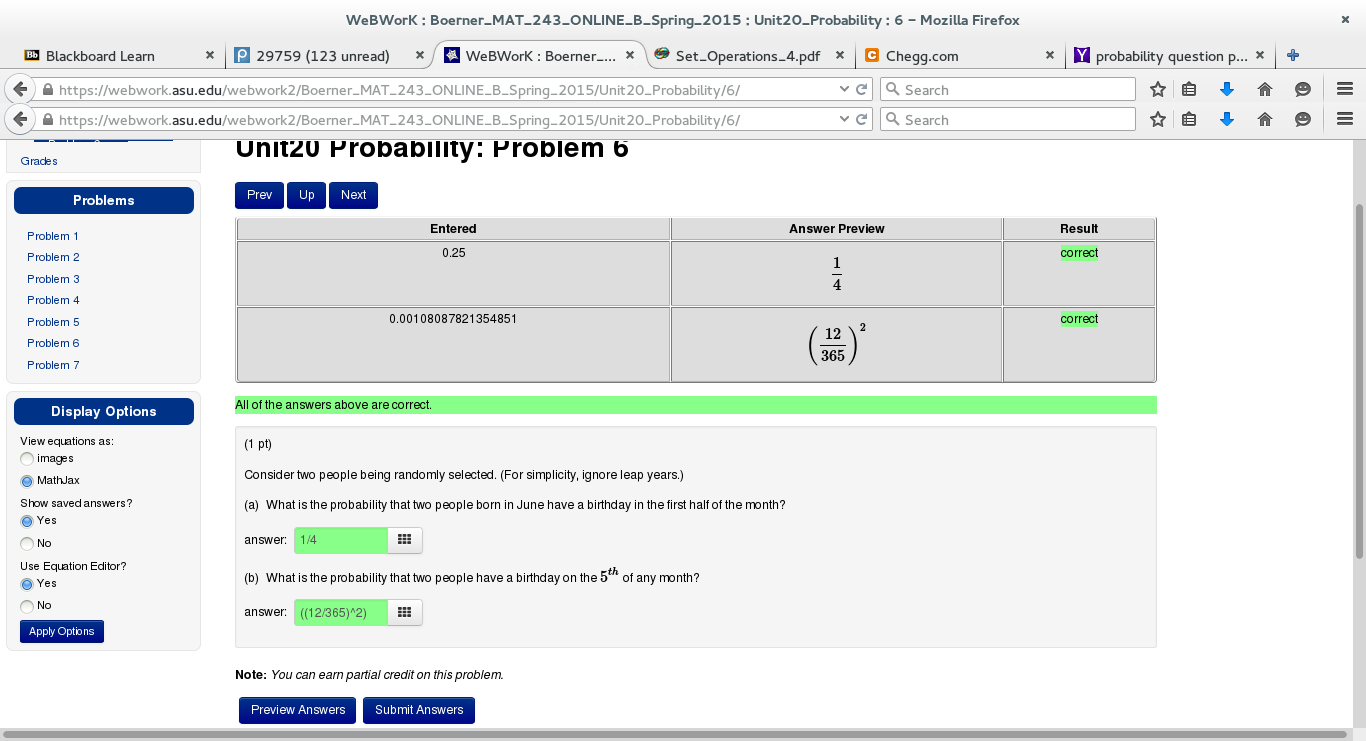 WeBWorK : Boerner_MAT_243_ONLINE_B_Spring_2015 : Unit20_Probability : 6 - Mozilla Firefox
Bb Blackboard Learn × P 29759 (123 unread) × WeBWorK : Boerner_... × Set_Operations_4.pdf × C Chegg.com × Y probability question p... ×
https://webwork.asu.edu/webwork2/Boerner_MAT_243_ONLINE_B_Spring_2015/Unit20_Probability/6/ Search
https://webwork.asu.edu/webwork2/Boerner_MAT_243_ONLINE_B_Spring_2015/Unit20_Probability/6/ Search
Grades
Problems
Problem 1
Problem 2
Problem 3
Problem 4
Problem 5
Problem 6
Problem 7
Display Options
View equations as:
images
MathJax
Show saved answers?
Yes
No
Use Equation Editor?
Yes
No
Apply Options
Unit20 Probability: Problem 6
Prev Up Next
Entered Answer Preview Result
0.25 1/4 correct
0.00108087821354851 (12/365)^2 correct
All of the answers above are correct.
(1 pt)
Consider two people being randomly selected. (For simplicity, ignore leap years.)
(a) What is the probability that two people born in June have a birthday in the first half of the month?
answer: 1/4
(b) What is the probability that two people have a birthday on the 5^th of any month?
answer: ((12/365)^2)
Note: You can earn partial credit on this problem.
Preview Answers Submit Answers